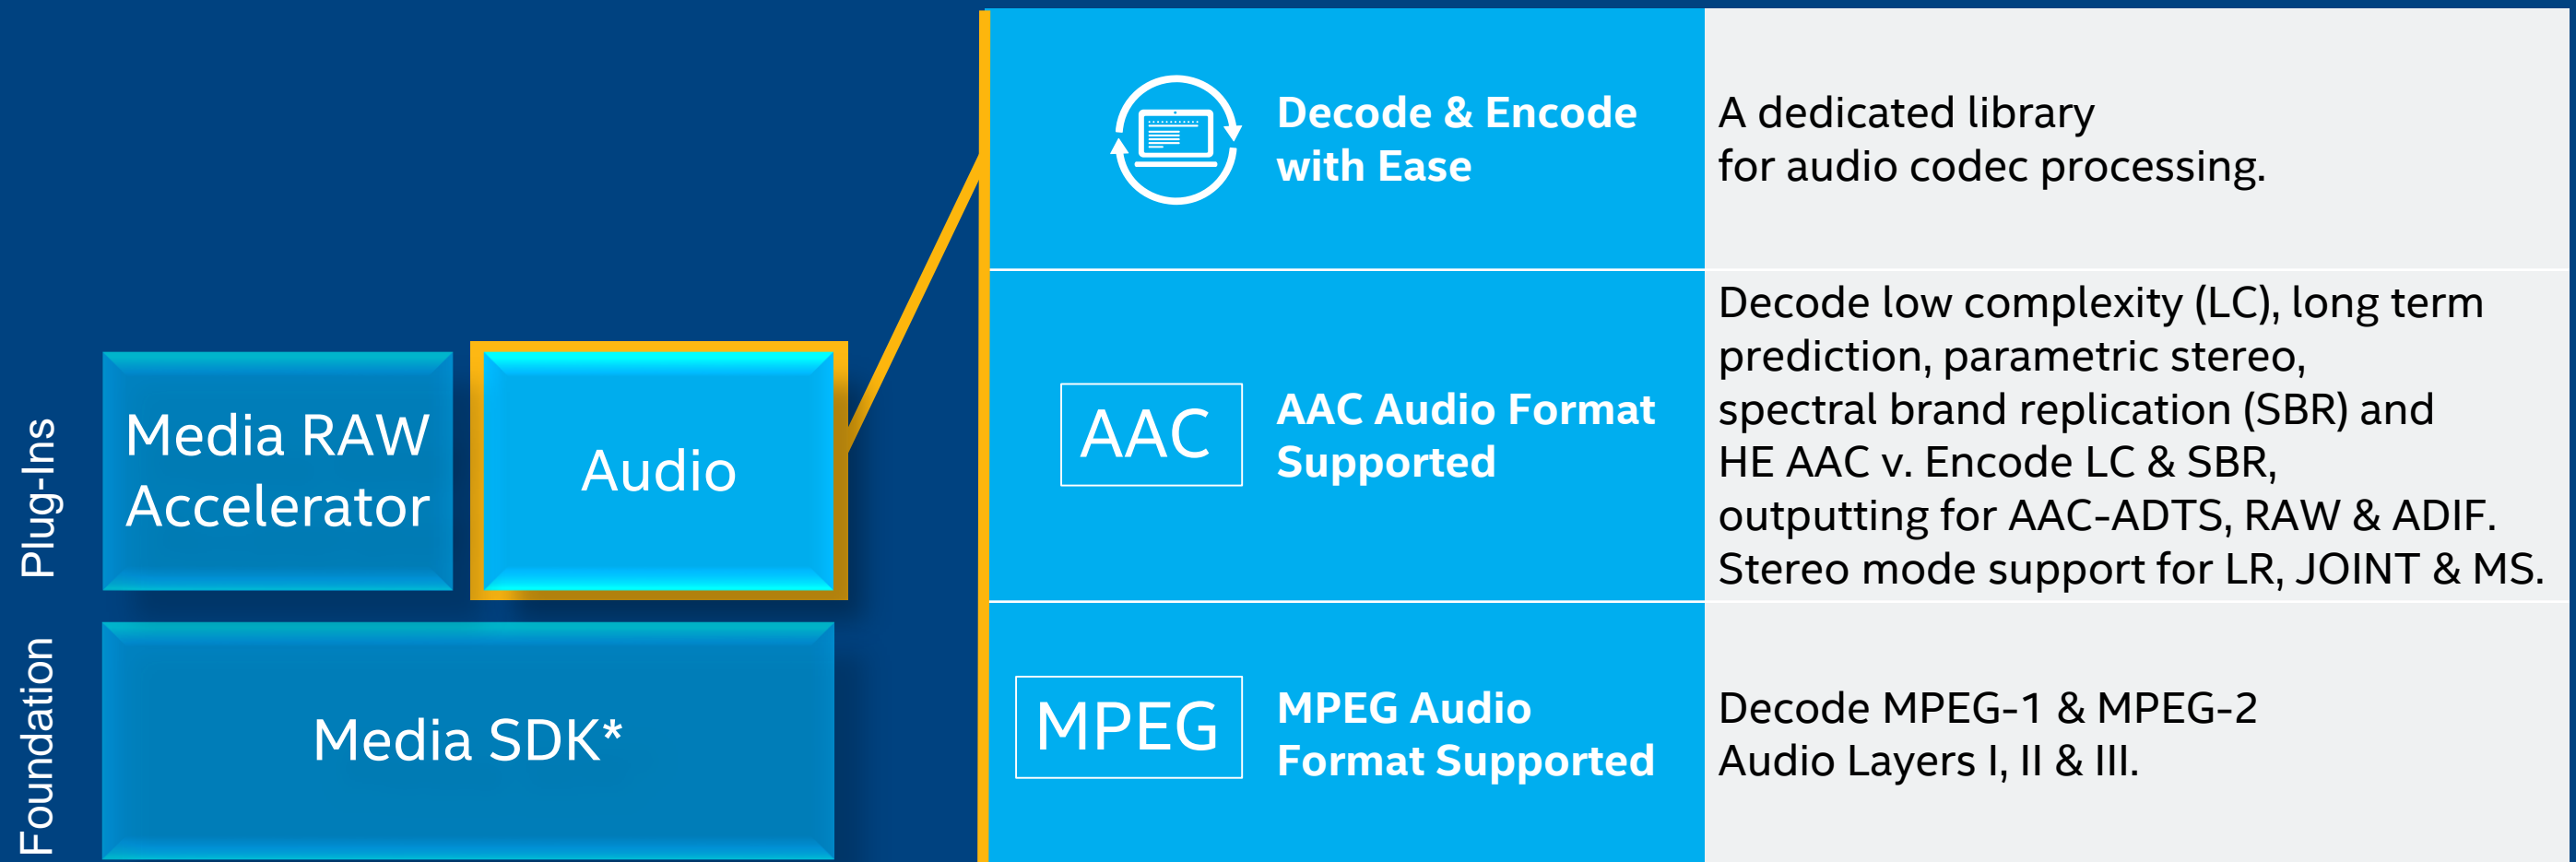 Plug-Ins
Media RAW
Accelerator
Audio
Foundation
Media SDK*
Decode & Encode
with Ease
A dedicated library
for audio codec processing.
AAC
AAC Audio Format
Supported
Decode low complexity (LC), long term
prediction, parametric stereo,
spectral brand replication (SBR) and
HE AAC v. Encode LC & SBR,
outputting for AAC-ADTS, RAW & ADIF.
Stereo mode support for LR, JOINT & MS.
MPEG
MPEG Audio
Format Supported
Decode MPEG-1 & MPEG-2
Audio Layers I, II & III.